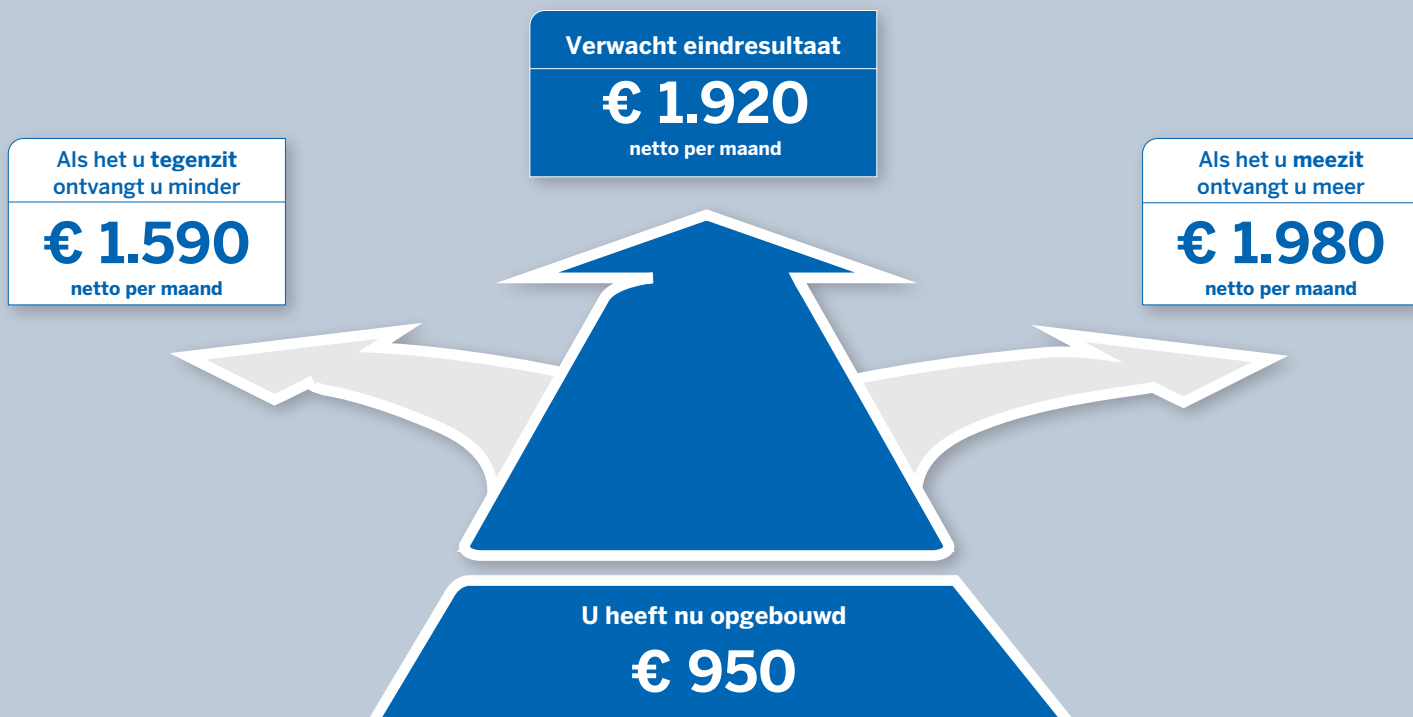 Verwacht eindresultaat
€ 1.920
netto per maand
Als het u tegenzit
ontvangt u minder
€ 1.590
netto per maand
Als het u meezit
ontvangt u meer
€ 1.980
netto per maand
U heeft nu opgebouwd
€ 950